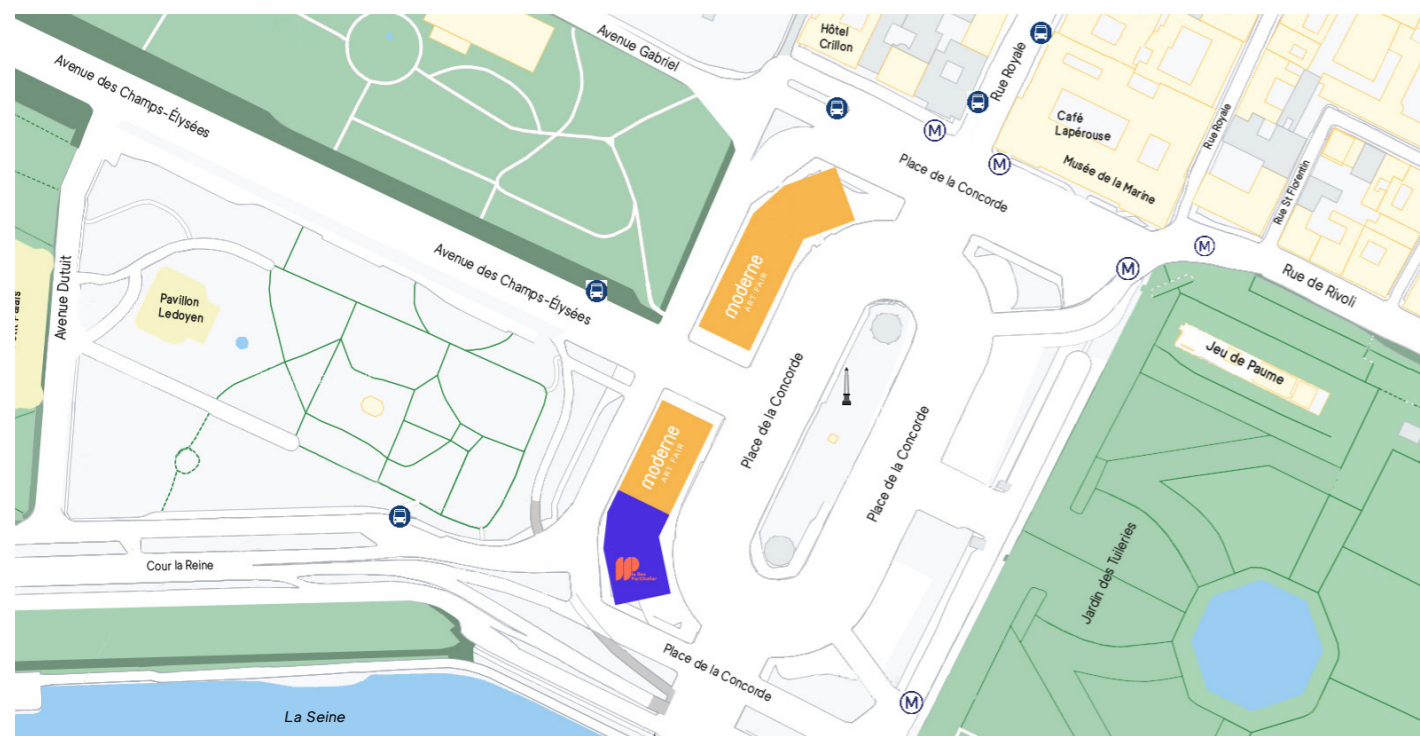 Hôtel
Crillon
Avenue Gabriel
Rue Royale
Avenue des Champs-Élysées
Café
Lapérouse
Rue Royale
M
M
Place de la Concorde
Musée de la Marine
Rue St Florentin
M
M
Rue de Rivoli
Avenue des Champs-Élysées
Avenue Dutuit
Pavillon
Ledoyen
moderne
ART FAIR
Jeu de Paume
Place de la Concorde
Place de la Concorde
moderne
ART FAIR
Cour la Reine
Jardin des Tuileries
Place de la Concorde
M
La Seine